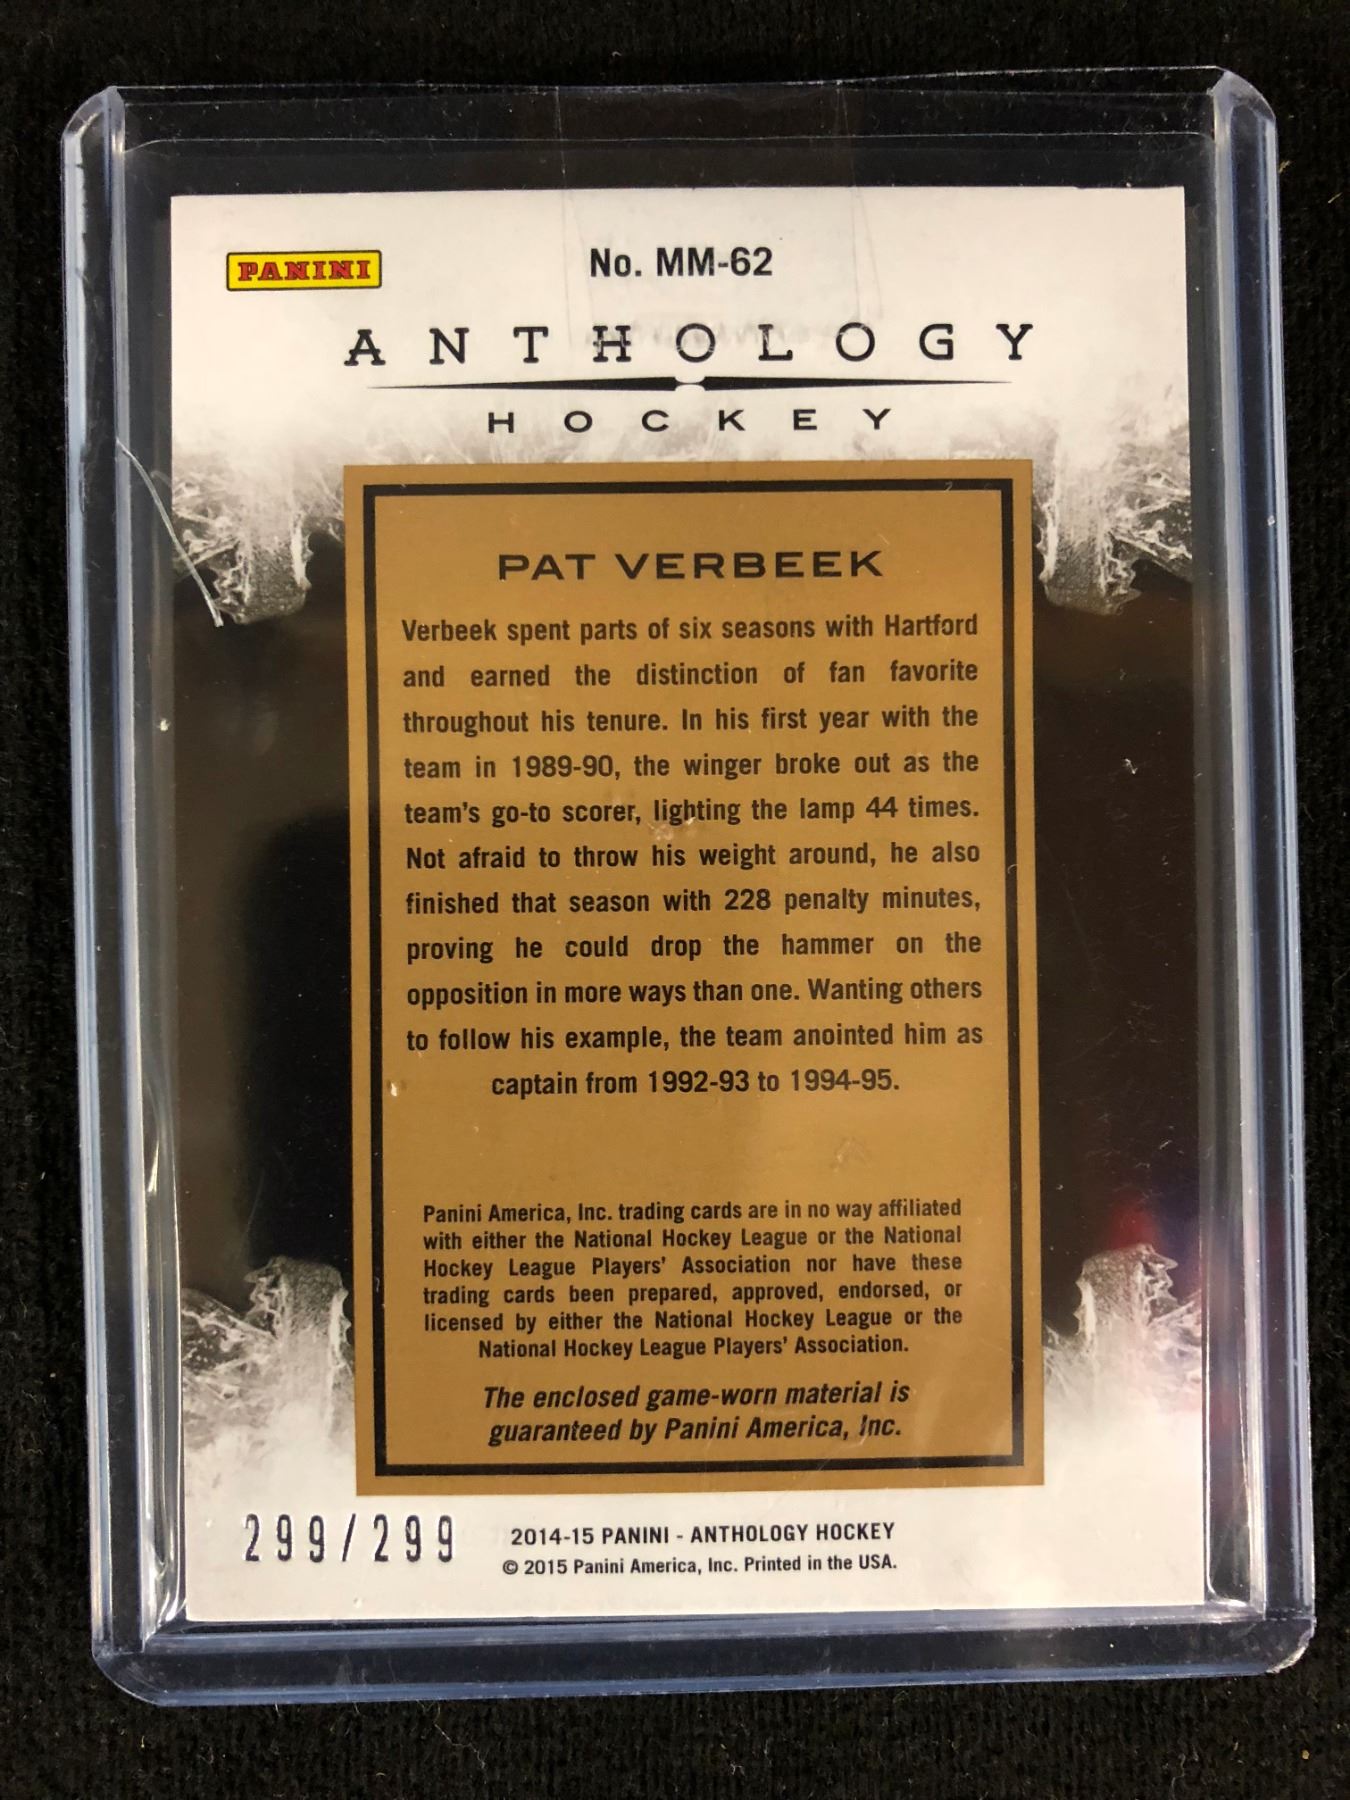 PANINI
No. MM-62
ANTHOLOGY
HOCKEY
PAT VERBEEK
Verbeek spent parts of six seasons with Hartford
and earned the distinction of fan favorite
throughout his tenure. In his first year with the
team in 1989-90, the winger broke out as the
team's go-to scorer, lighting the lamp 44 times.
Not afraid to throw his weight around, he also
finished that season with 228 penalty minutes,
proving he could drop the hammer on the
opposition in more ways than one. Wanting others
to follow his example, the team anointed him as
captain from 1992-93 to 1994-95.
Panini America, Inc. trading cards are in no way affiliated
with either the National Hockey League or the National
Hockey League Players' Association nor have these
trading cards been prepared, approved, endorsed, or
licensed by either the National Hockey League or the
National Hockey League Players' Association.
The enclosed game-worn material is
guaranteed by Panini America, Inc.
299/299
2014-15 PANINI - ANTHOLOGY HOCKEY
© 2015 Panini America, Inc. Printed in the USA.